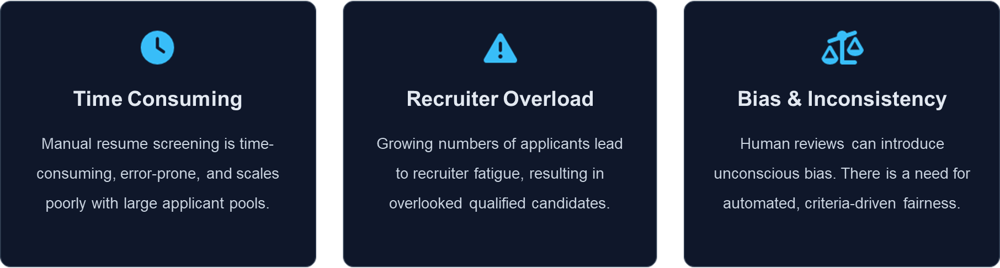 Time Consuming
Manual resume screening is time-
consuming, error-prone, and scales
poorly with large applicant pools.
Recruiter Overload
Growing numbers of applicants lead
to recruiter fatigue, resulting in
overlooked qualified candidates.
Bias & Inconsistency
Human reviews can introduce
unconscious bias. There is a need for
automated, criteria-driven fairness.